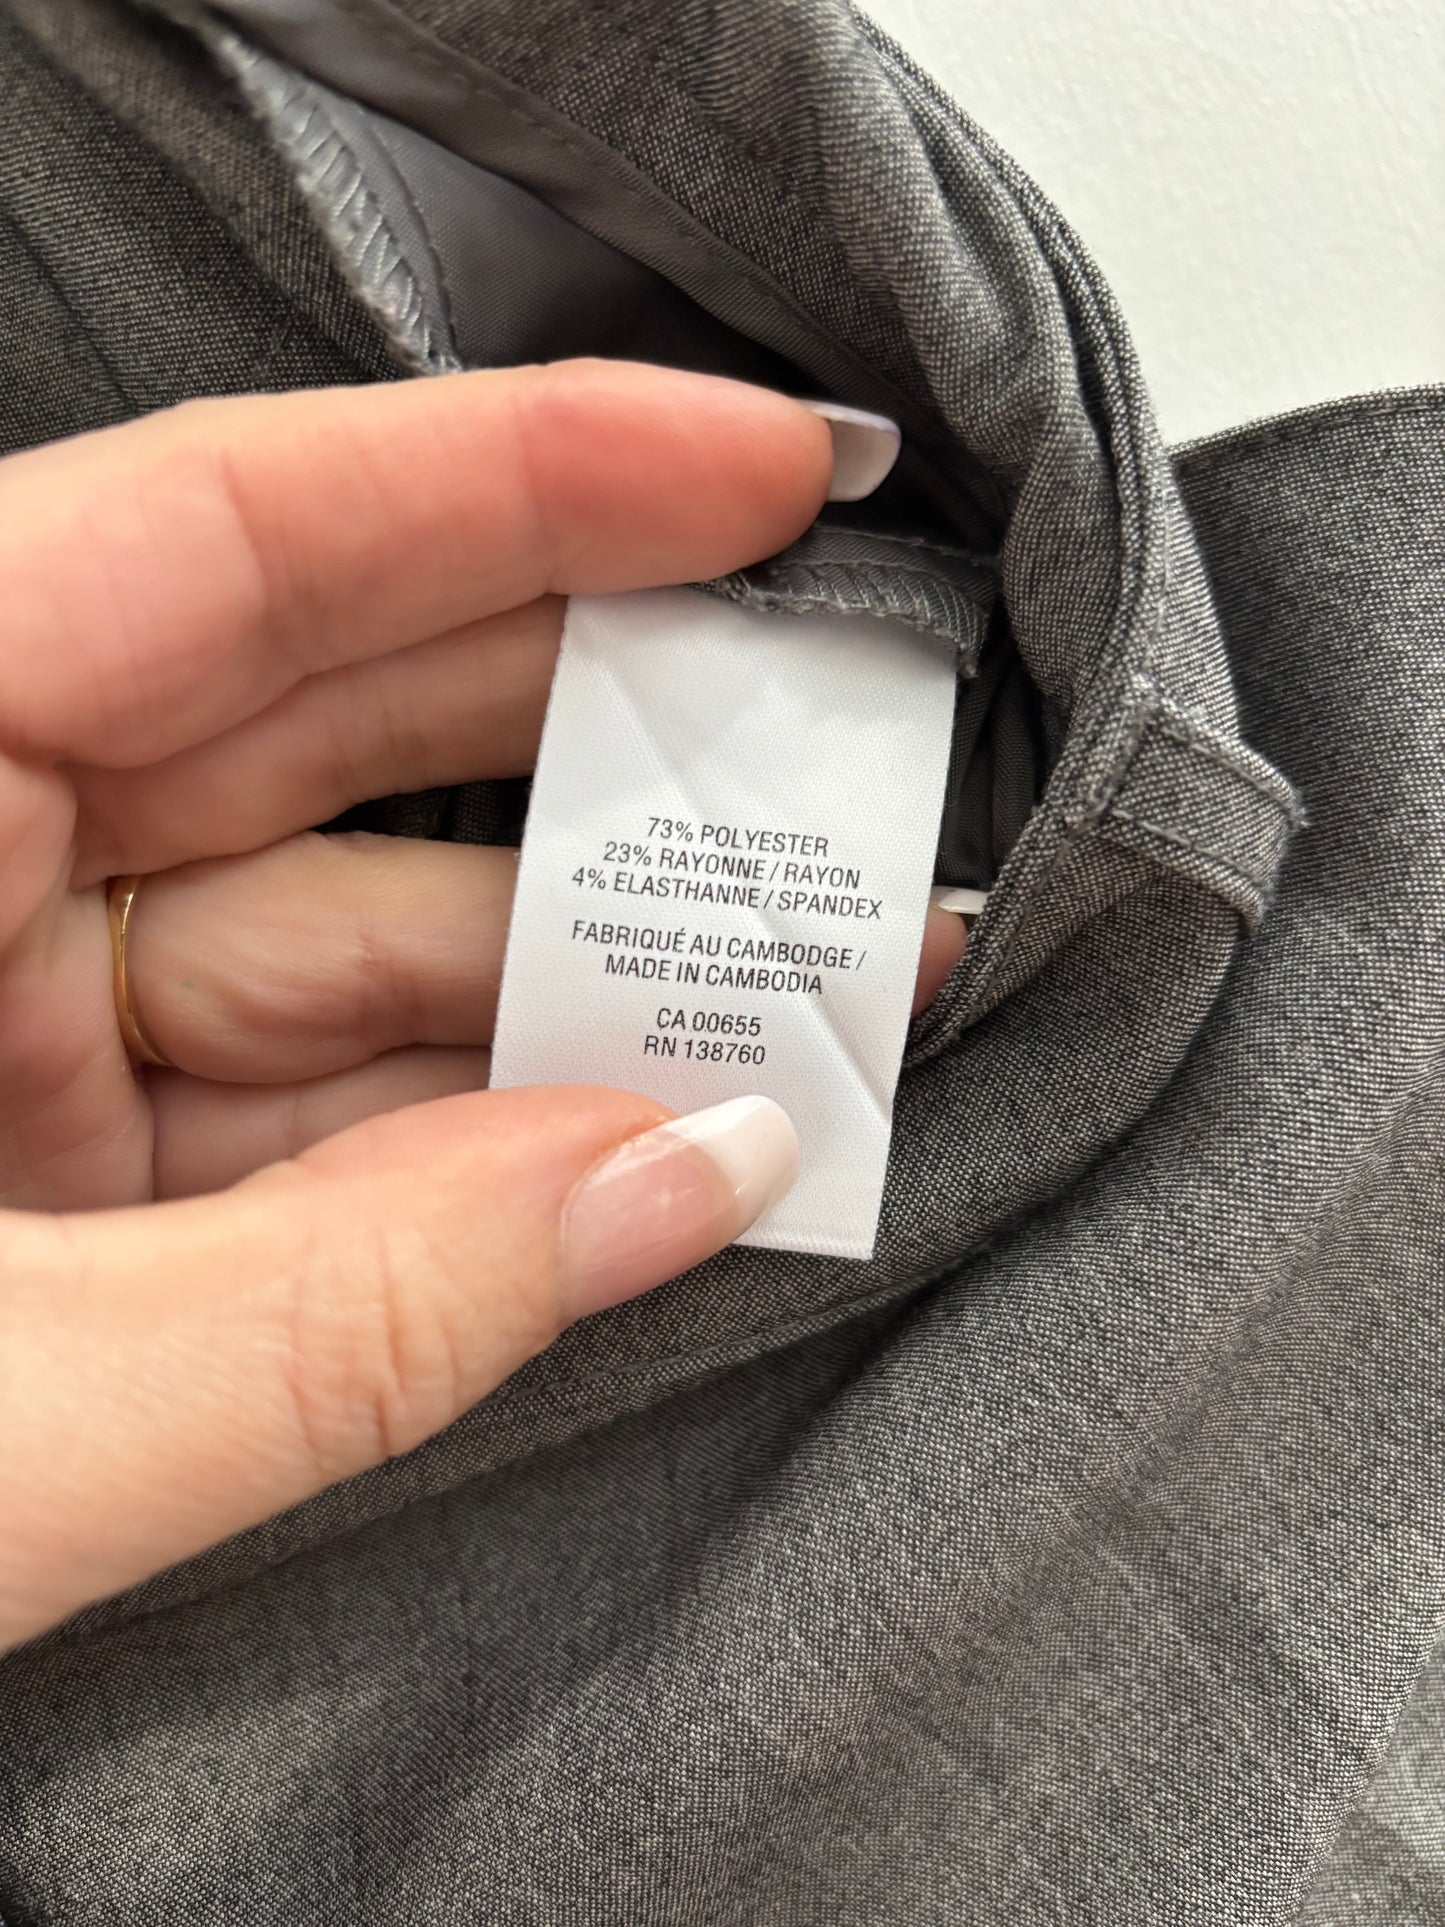 73% POLYESTER
23% RAYONNE / RAYON
4% ELASTHANNE / SPANDEX
FABRIQUÉ AU CAMBODGE /
MADE IN CAMBODIA
CA 00655
RN 138760